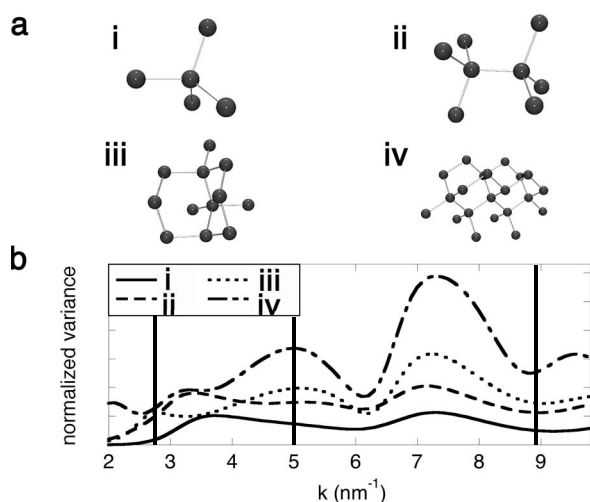 a
i
ii
iii
iv
b
i
iii
ii
iv
normalized variance
2
3
4
5
6
7
8
9
k (nm⁻¹)